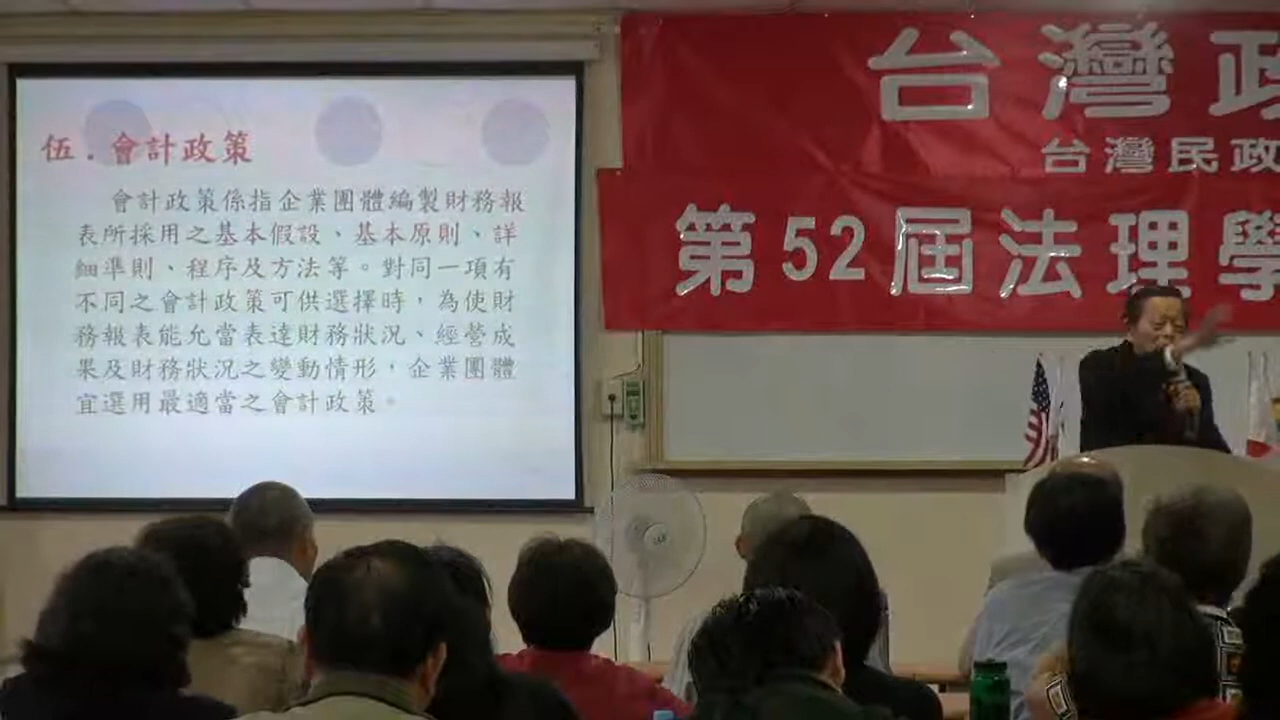 伍．會計政策
會計政策係指企業團體編製財務報
表所採用之基本假設、基本原則、詳
細準則、程序及方法等。對同一項有
不同之會計政策可供選擇時，為使財
務報表能允當表達財務狀況、經營成
果及財務狀況之變動情形，企業團體
宜選用最適當之會計政策。
台灣政
台灣民政
第52屆法理學